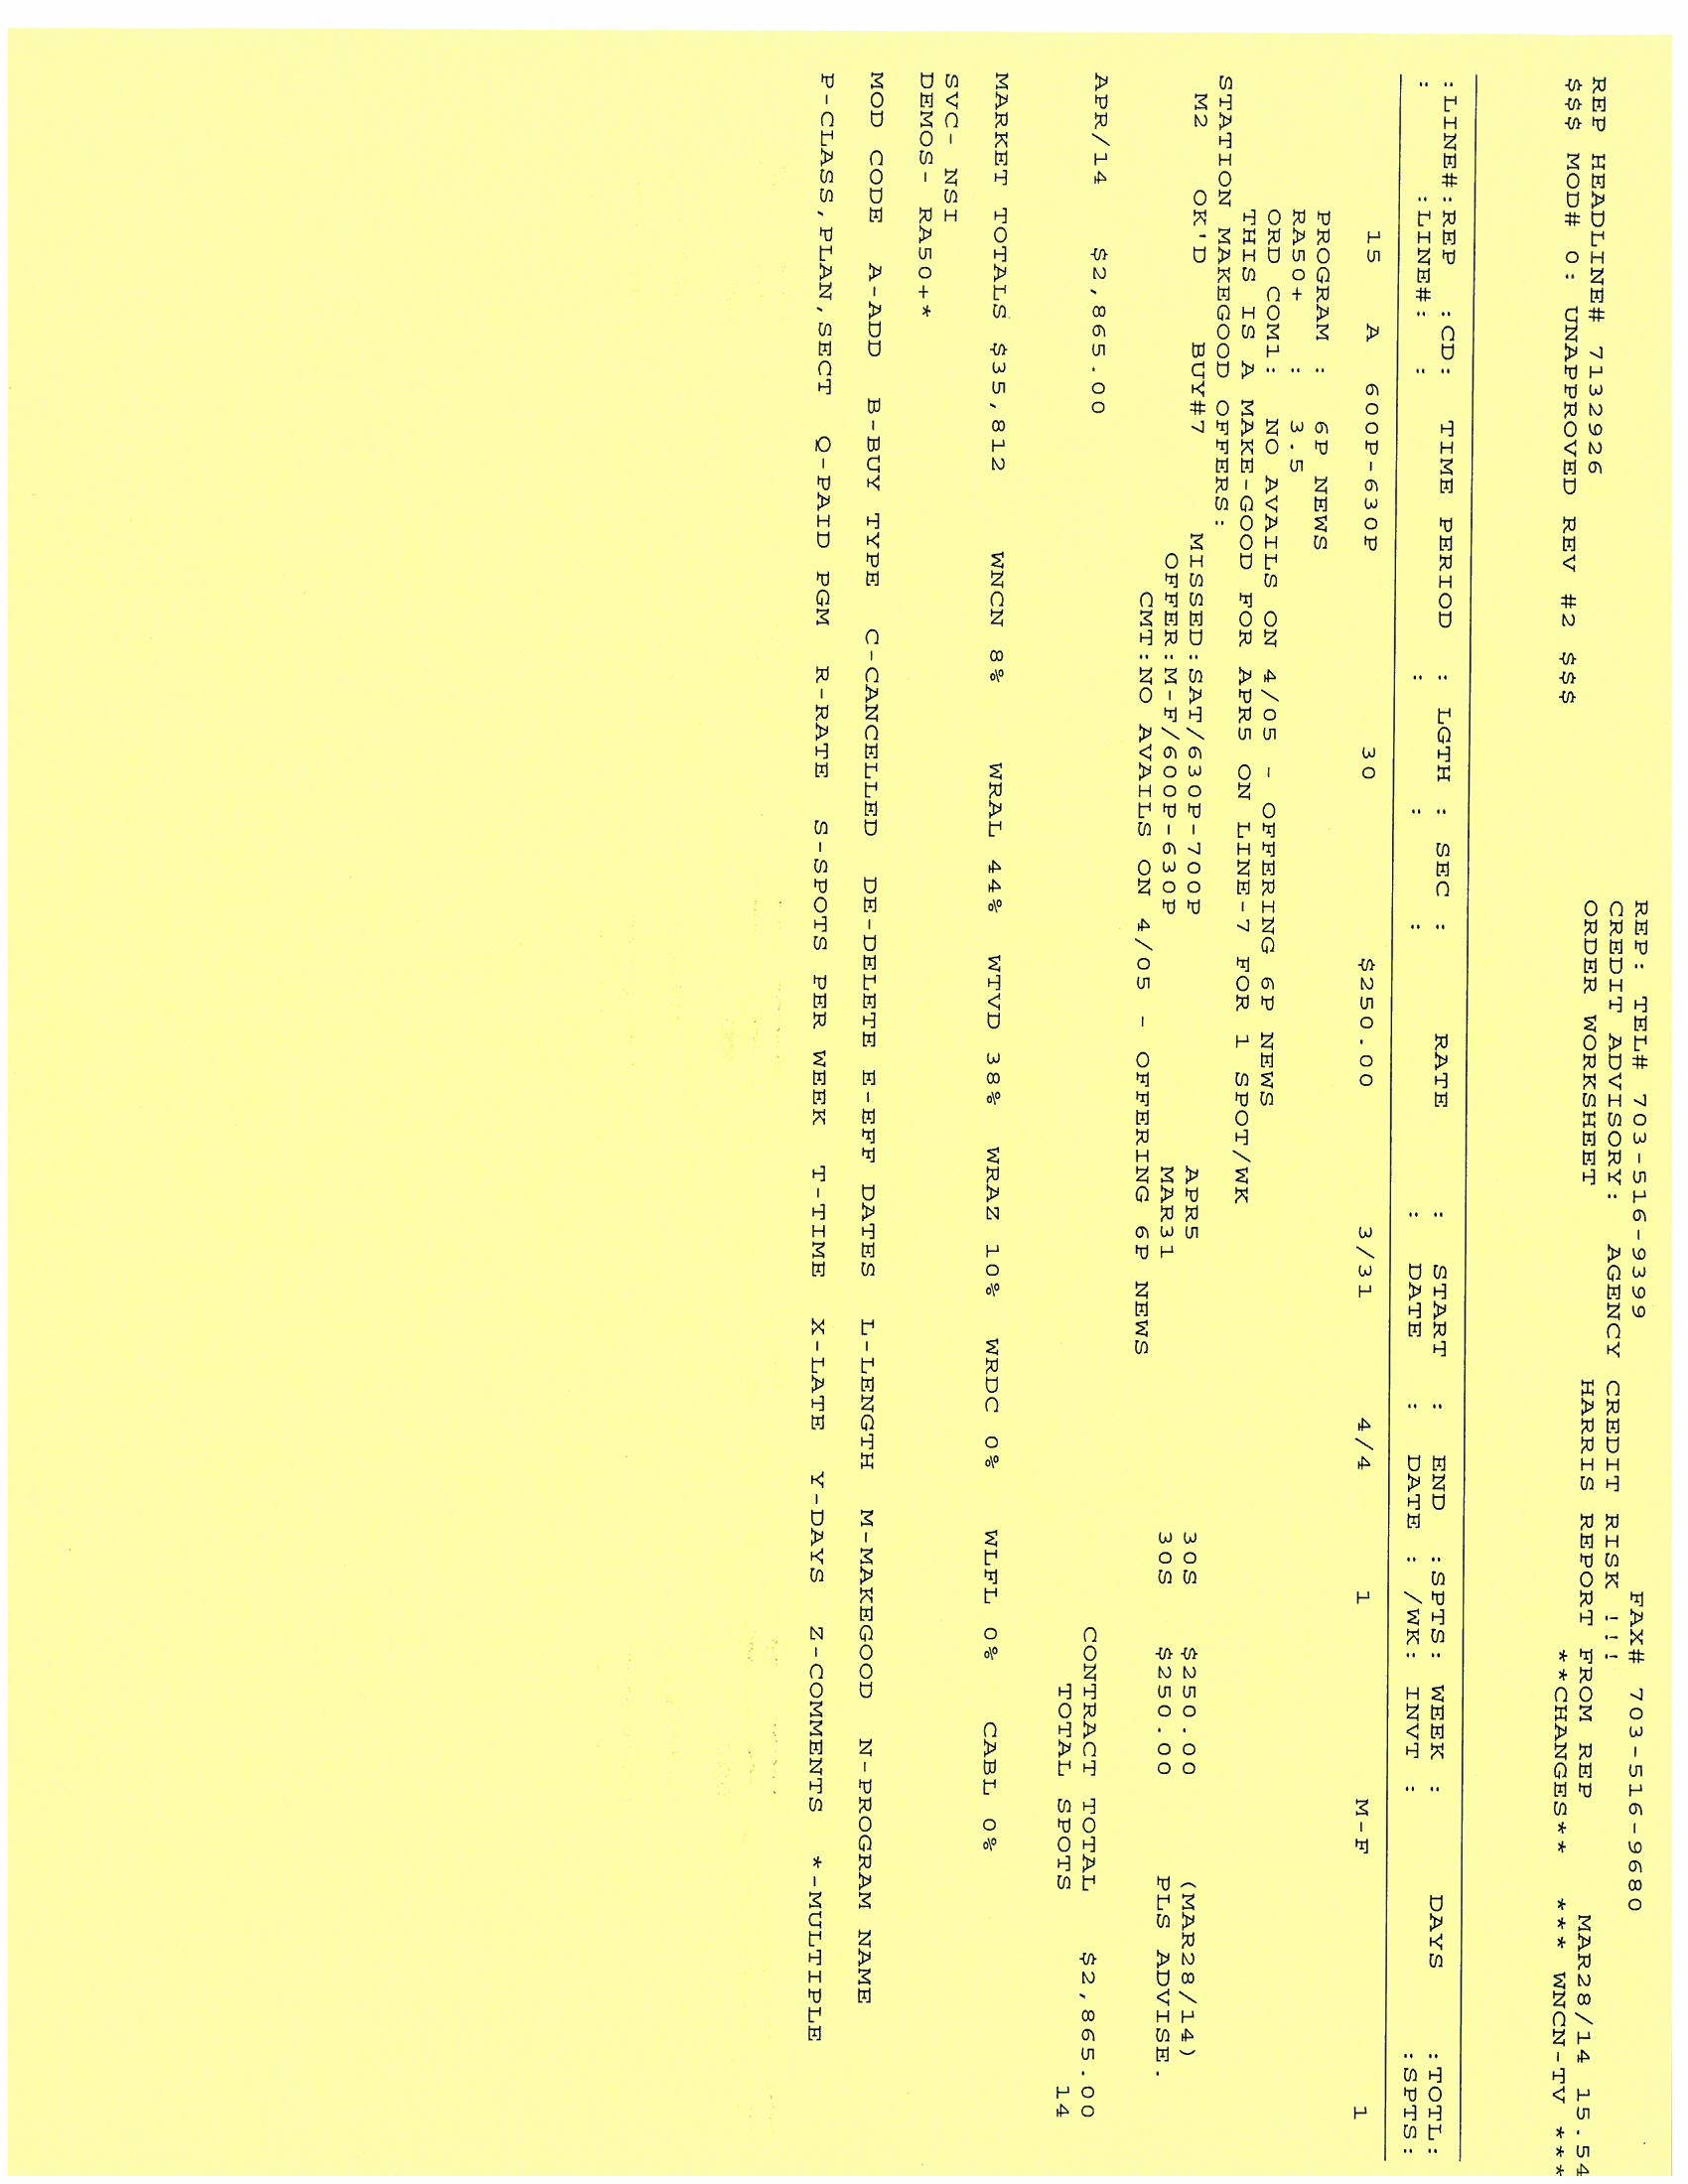 REP: TEL# 703-516-9399 FAX# 703-516-9680
CREDIT ADVISORY: AGENCY CREDIT RISK !!!
REP HEADLINE# 7132926 ORDER WORKSHEET HARRIS REPORT FROM REP MAR28/14 15.54
$$$ MOD# 0: UNAPPROVED REV #2 $$$ **CHANGES** *** WNCN-TV ***
:LINE#:REP :CD: TIME PERIOD : LGTH : SEC : RATE : START : END :SPTS: WEEK : DAYS :TOTL:
: :LINE#: : : : : : DATE : DATE : /WK: INVT : :SPTS:
15 A 600P-630P 30 $250.00 3/31 4/4 1 M-F 1
PROGRAM : 6P NEWS
RA50+ : 3.5
ORD COM1: NO AVAILS ON 4/05 - OFFERING 6P NEWS
THIS IS A MAKE-GOOD FOR APR5 ON LINE-7 FOR 1 SPOT/WK
STATION MAKEGOOD OFFERS:
M2 OK'D BUY#7 MISSED:SAT/630P-700P APR5 30S $250.00 (MAR28/14)
OFFER:M-F/600P-630P MAR31 30S $250.00 PLS ADVISE.
CMT:NO AVAILS ON 4/05 - OFFERING 6P NEWS
APR/14 $2,865.00 CONTRACT TOTAL $2,865.00
TOTAL SPOTS 14
MARKET TOTALS $35,812 WNCN 8% WRAL 44% WTVD 38% WRAZ 10% WRDC 0% WLFL 0% CABL 0%
SVC- NSI
DEMOS- RA50+*
MOD CODE A-ADD B-BUY TYPE C-CANCELLED DE-DELETE E-EFF DATES L-LENGTH M-MAKEGOOD N-PROGRAM NAME
P-CLASS,PLAN,SECT Q-PAID PGM R-RATE S-SPOTS PER WEEK T-TIME X-LATE Y-DAYS Z-COMMENTS *-MULTIPLE